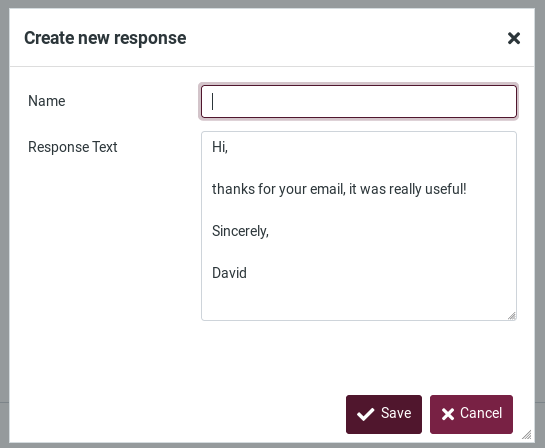 Create new response
Name
Response Text
Hi,
thanks for your email, it was really useful!
Sincerely,
David
Save
Cancel